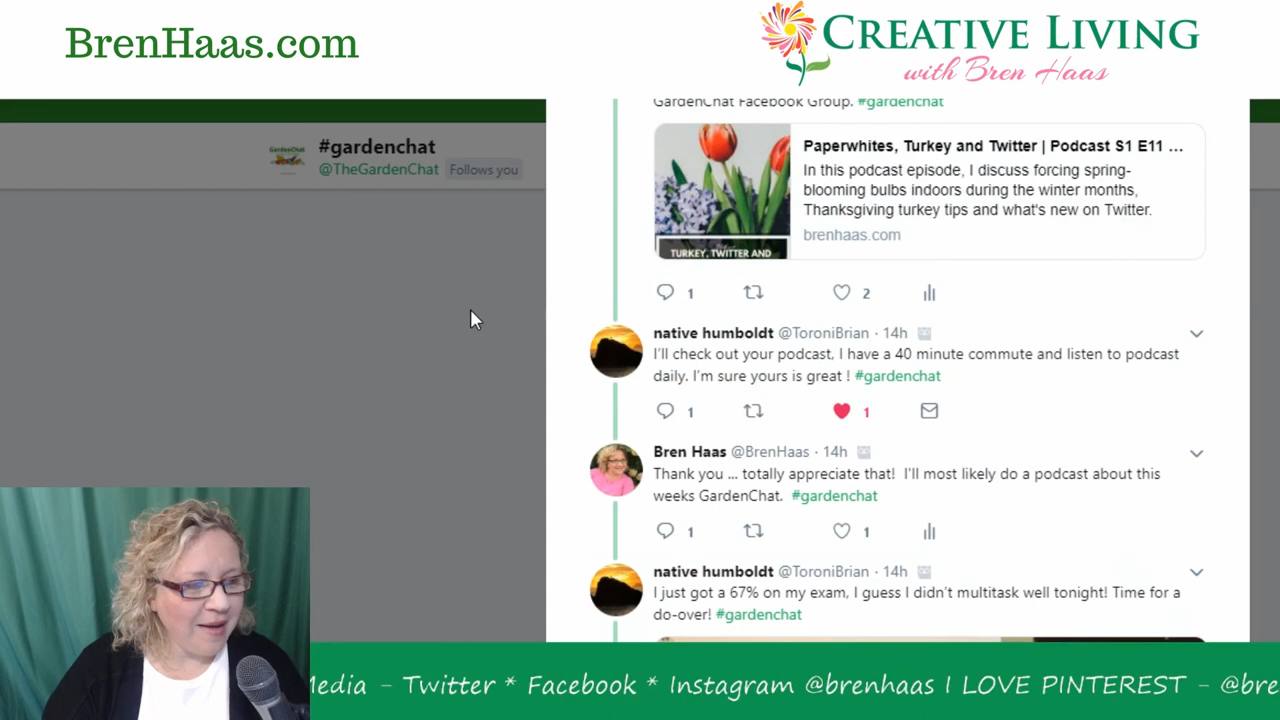 BrenHaas.com
CREATIVE LIVING
with Bren Haas
#gardenchat
@TheGardenChat Follows you
GardenChat Facebook Group. #gardenchat
Paperwhites, Turkey and Twitter | Podcast S1 E11 ...
In this podcast episode, I discuss forcing spring-
blooming bulbs indoors during the winter months,
Thanksgiving turkey tips and what's new on Twitter.
brenhaas.com
TURKEY, TWITTER AND
1 2
native humboldt @ToroniBrian · 14h
I'll check out your podcast, I have a 40 minute commute and listen to podcast
daily. I'm sure yours is great ! #gardenchat
1 1
Bren Haas @BrenHaas · 14h
Thank you ... totally appreciate that! I'll most likely do a podcast about this
weeks GardenChat. #gardenchat
1 1
native humboldt @ToroniBrian · 14h
I just got a 67% on my exam, I guess I didn't multitask well tonight! Time for a
do-over! #gardenchat
Media - Twitter * Facebook * Instagram @brenhaas I LOVE PINTEREST - @bre